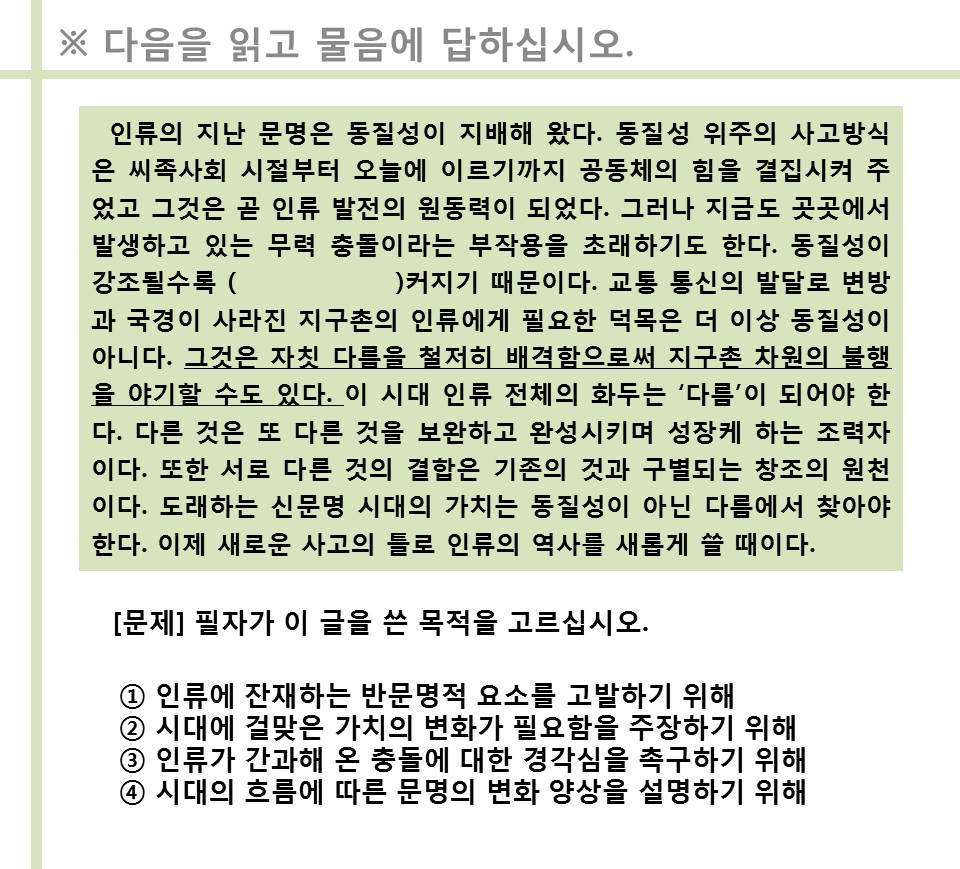 ※ 다음을 읽고 물음에 답하십시오.
인류의 지난 문명은 동질성이 지배해 왔다. 동질성 위주의 사고방식
은 씨족사회 시절부터 오늘에 이르기까지 공동체의 힘을 결집시켜 주
었고 그것은 곧 인류 발전의 원동력이 되었다. 그러나 지금도 곳곳에서
발생하고 있는 무력 충돌이라는 부작용을 초래하기도 한다. 동질성이
강조될수록 (                )커지기 때문이다. 교통 통신의 발달로 변방
과 국경이 사라진 지구촌의 인류에게 필요한 덕목은 더 이상 동질성이
아니다. 그것은 자칫 다름을 철저히 배격함으로써 지구촌 차원의 불행
을 야기할 수도 있다. 이 시대 인류 전체의 화두는 ‘다름’이 되어야 한
다. 다른 것은 또 다른 것을 보완하고 완성시키며 성장케 하는 조력자
이다. 또한 서로 다른 것의 결합은 기존의 것과 구별되는 창조의 원천
이다. 도래하는 신문명 시대의 가치는 동질성이 아닌 다름에서 찾아야
한다. 이제 새로운 사고의 틀로 인류의 역사를 새롭게 쓸 때이다.
[문제] 필자가 이 글을 쓴 목적을 고르십시오.
① 인류에 잔재하는 반문명적 요소를 고발하기 위해
② 시대에 걸맞은 가치의 변화가 필요함을 주장하기 위해
③ 인류가 간과해 온 충돌에 대한 경각심을 촉구하기 위해
④ 시대의 흐름에 따른 문명의 변화 양상을 설명하기 위해